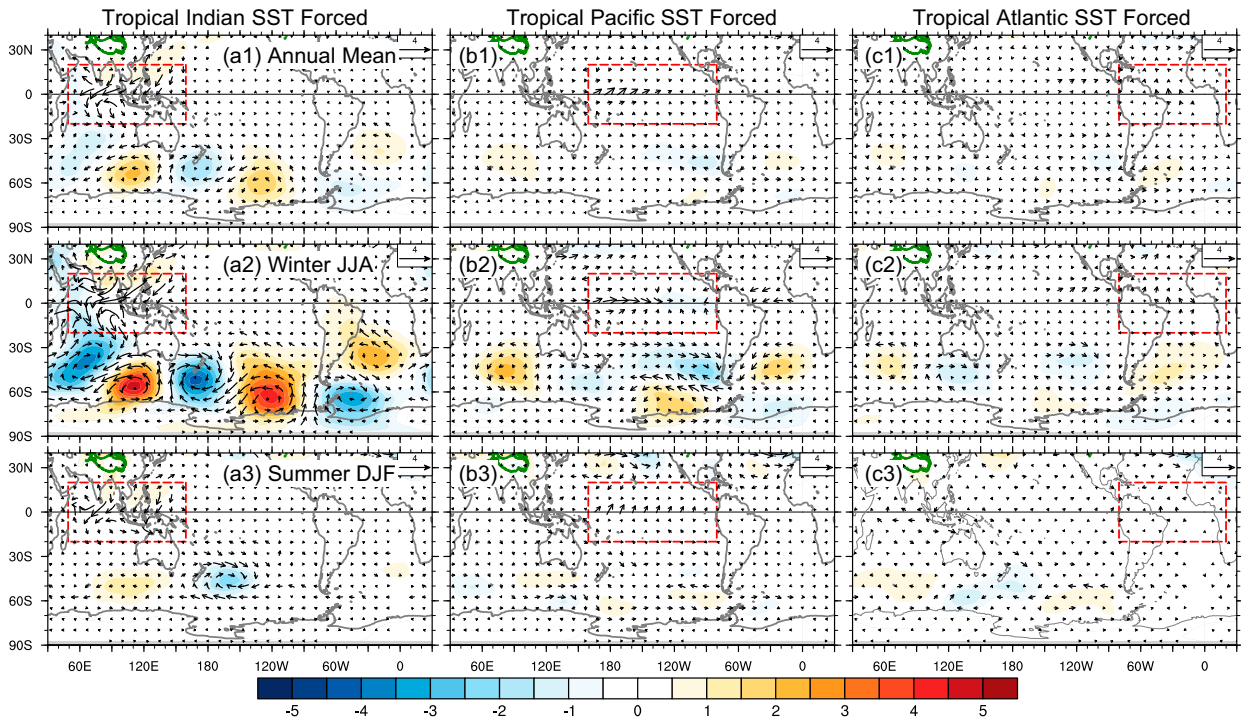 Tropical Indian SST Forced Tropical Pacific SST Forced Tropical Atlantic SST Forced
30N (a1) Annual Mean 4 (b1) 4 (c1) 4
0
30S
60S
90S
30N (a2) Winter JJA 4 (b2) 4 (c2) 4
0
30S
60S
90S
30N (a3) Summer DJF 4 (b3) 4 (c3) 4
0
30S
60S
90S
60E 120E 180 120W 60W 0 60E 120E 180 120W 60W 0 60E 120E 180 120W 60W 0
-5 -4 -3 -2 -1 0 1 2 3 4 5